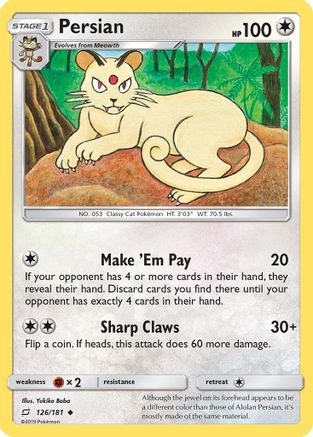 STAGE 1
Persian
HP 100
Evolves from Meowth
NO. 053 Classy Cat Pokémon HT: 3'03" WT: 70.5 lbs.
Make 'Em Pay 20
If your opponent has 4 or more cards in their hand, they
reveal their hand. Discard cards you find there until your
opponent has exactly 4 cards in their hand.
Sharp Claws 30+
Flip a coin. If heads, this attack does 60 more damage.
weakness × 2 resistance retreat
Illus. Yukiko Baba
126/181
©2019 Pokémon
Although the jewel on its forehead appears to be
a different color than those of Alolan Persian, it's
mostly made of the same material.